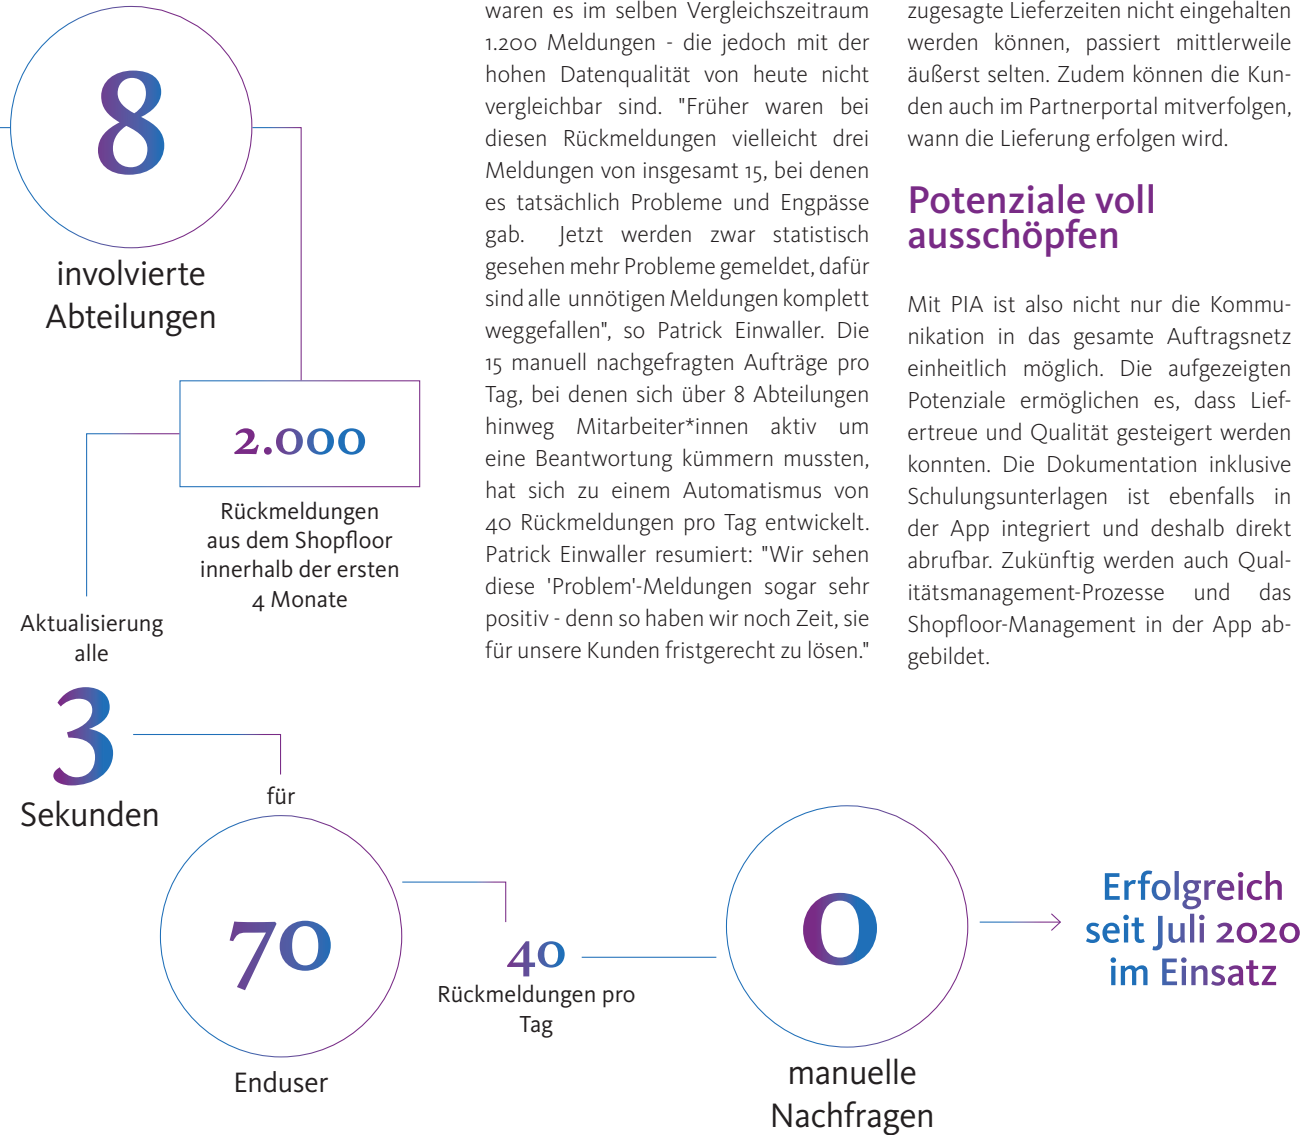 8
involvierte
Abteilungen
2.000
Rückmeldungen
aus dem Shopfloor
innerhalb der ersten
4 Monate
Aktualisierung
alle
3
Sekunden
für
70
Enduser
40
Rückmeldungen pro
Tag
0
manuelle
Nachfragen
Erfolgreich
seit Juli 2020
im Einsatz
waren es im selben Vergleichszeitraum
1.200 Meldungen - die jedoch mit der
hohen Datenqualität von heute nicht
vergleichbar sind. "Früher waren bei
diesen Rückmeldungen vielleicht drei
Meldungen von insgesamt 15, bei denen
es tatsächlich Probleme und Engpässe
gab. Jetzt werden zwar statistisch
gesehen mehr Probleme gemeldet, dafür
sind alle unnötigen Meldungen komplett
weggefallen", so Patrick Einwaller. Die
15 manuell nachgefragten Aufträge pro
Tag, bei denen sich über 8 Abteilungen
hinweg Mitarbeiter*innen aktiv um
eine Beantwortung kümmern mussten,
hat sich zu einem Automatismus von
40 Rückmeldungen pro Tag entwickelt.
Patrick Einwaller resumiert: "Wir sehen
diese 'Problem'-Meldungen sogar sehr
positiv - denn so haben wir noch Zeit, sie
für unsere Kunden fristgerecht zu lösen."
zugesagte Lieferzeiten nicht eingehalten
werden können, passiert mittlerweile
äußerst selten. Zudem können die Kun-
den auch im Partnerportal mitverfolgen,
wann die Lieferung erfolgen wird.
Potenziale voll
ausschöpfen
Mit PIA ist also nicht nur die Kommu-
nikation in das gesamte Auftragsnetz
einheitlich möglich. Die aufgezeigten
Potenziale ermöglichen es, dass Lief-
ertreue und Qualität gesteigert werden
konnten. Die Dokumentation inklusive
Schulungsunterlagen ist ebenfalls in
der App integriert und deshalb direkt
abrufbar. Zukünftig werden auch Qual-
itätsmanagement-Prozesse und das
Shopfloor-Management in der App ab-
gebildet.